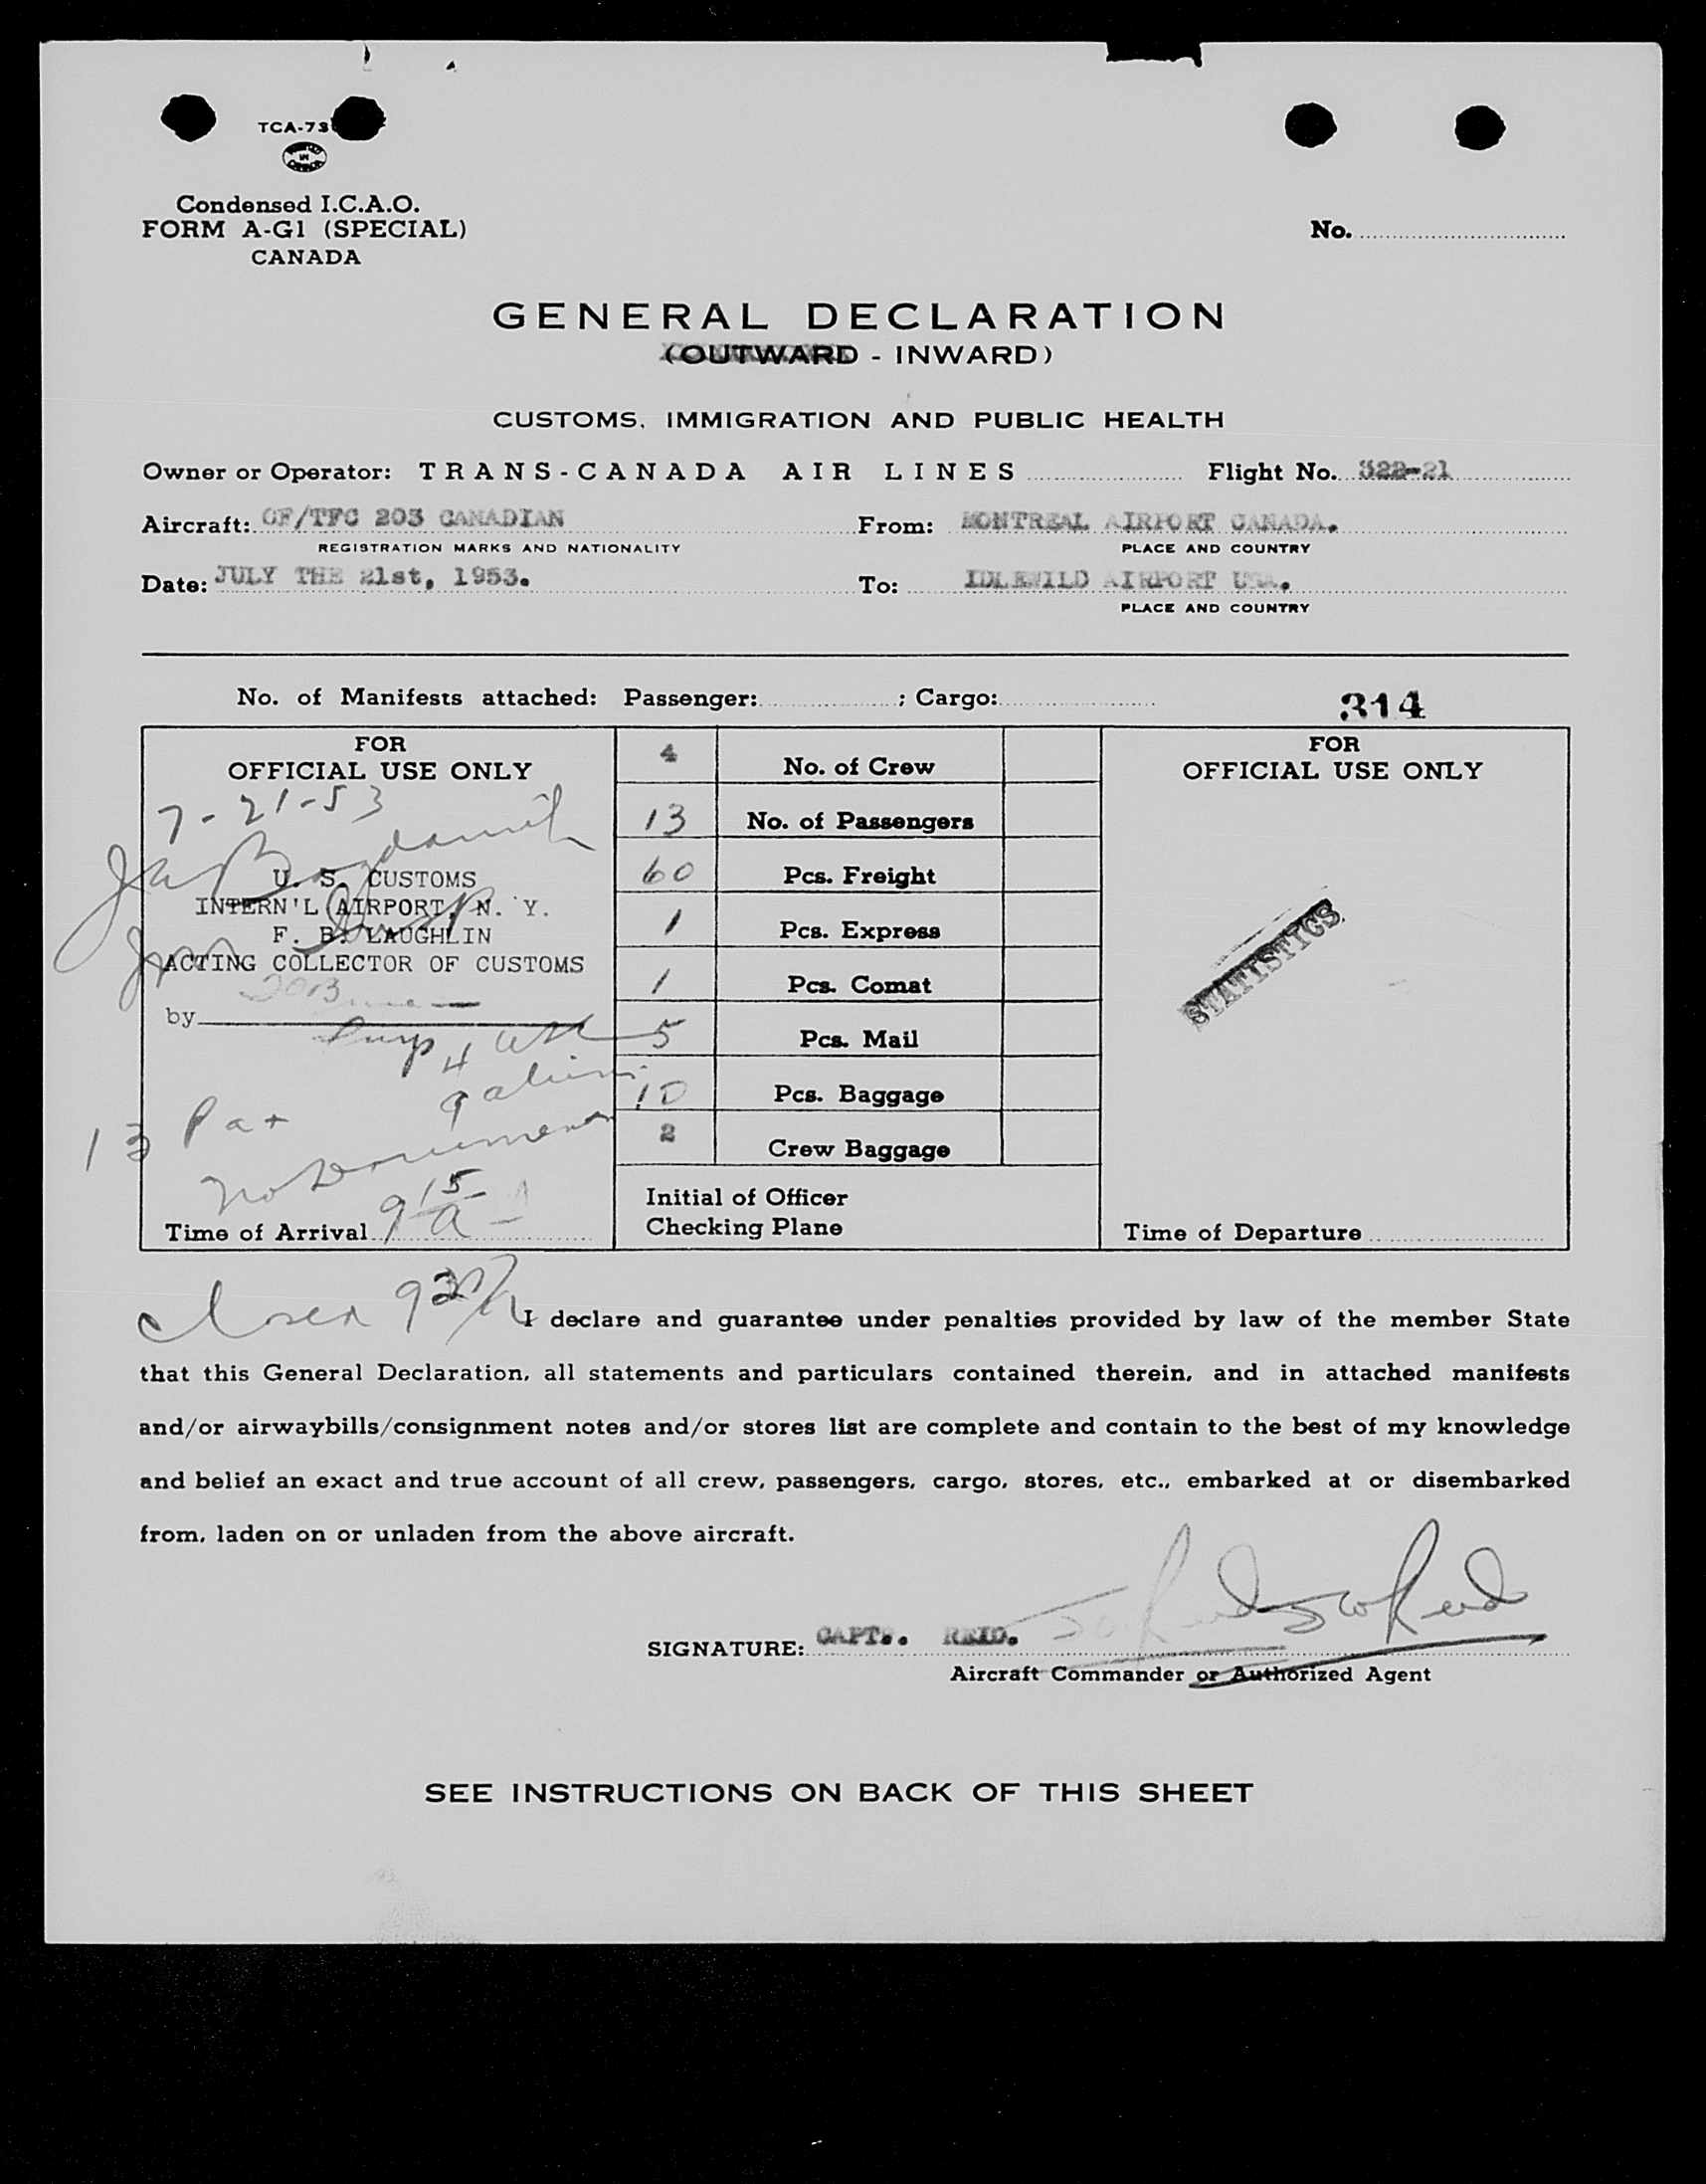 TCA-73
Condensed I.C.A.O.
FORM A-G1 (SPECIAL)
CANADA
No.
GENERAL DECLARATION
(OUTWARD - INWARD)
CUSTOMS, IMMIGRATION AND PUBLIC HEALTH
Owner or Operator: TRANS-CANADA AIR LINES Flight No. 322-21
Aircraft: CF/TFC 203 CANADIAN From: MONTREAL AIRPORT CANADA.
REGISTRATION MARKS AND NATIONALITY PLACE AND COUNTRY
Date: JULY THE 21st, 1953. To: IDLEWILD AIRPORT USA.
PLACE AND COUNTRY
No. of Manifests attached: Passenger: ; Cargo: 314
FOR
OFFICIAL USE ONLY
7-21-53
U. S. CUSTOMS
INTERN'L AIRPORT, N. Y.
F. B. LAUGHLIN
ACTING COLLECTOR OF CUSTOMS
by
13 Pax
Time of Arrival 9 15 a
4 No. of Crew
13 No. of Passengers
60 Pcs. Freight
1 Pcs. Express
1 Pcs. Comat
5 Pcs. Mail
10 Pcs. Baggage
2 Crew Baggage
Initial of Officer
Checking Plane
FOR
OFFICIAL USE ONLY
STATISTICS
Time of Departure
I declare and guarantee under penalties provided by law of the member State
that this General Declaration, all statements and particulars contained therein, and in attached manifests
and/or airwaybills/consignment notes and/or stores list are complete and contain to the best of my knowledge
and belief an exact and true account of all crew, passengers, cargo, stores, etc., embarked at or disembarked
from, laden on or unladen from the above aircraft.
SIGNATURE: CAPT.. REID.
Aircraft Commander or Authorized Agent
SEE INSTRUCTIONS ON BACK OF THIS SHEET